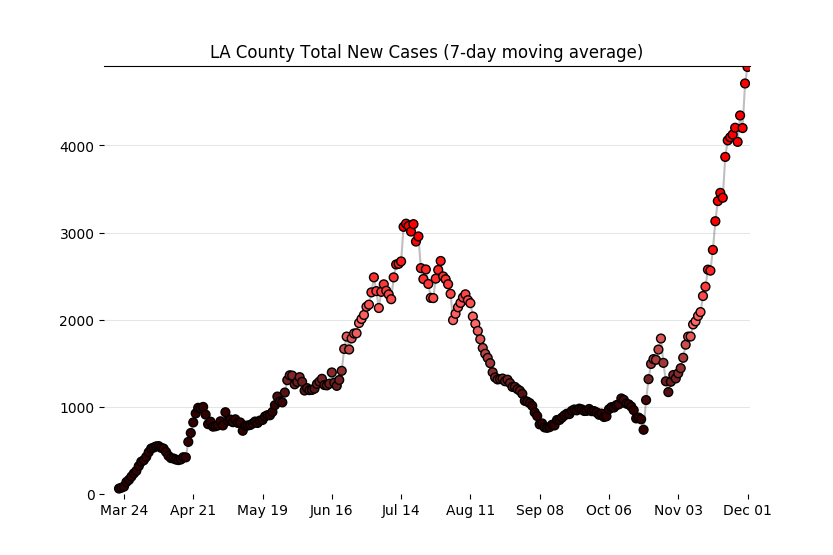 LA County Total New Cases (7-day moving average)
4000
3000
2000
1000
0
Mar 24 Apr 21 May 19 Jun 16 Jul 14 Aug 11 Sep 08 Oct 06 Nov 03 Dec 01